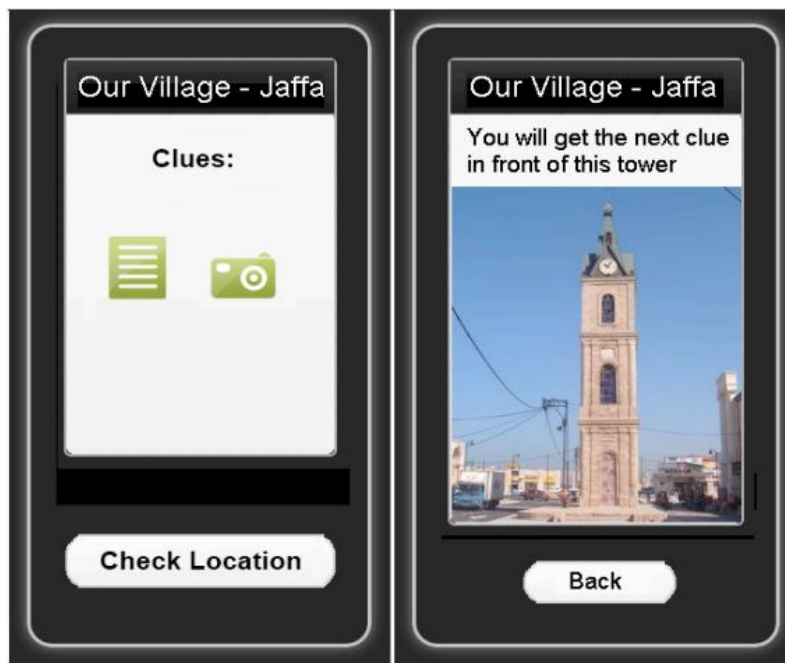 Our Village - Jaffa
Clues:
Check Location
Our Village - Jaffa
You will get the next clue
in front of this tower
Back